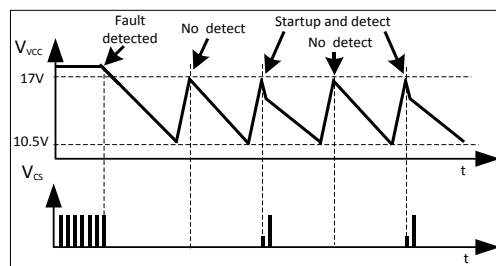 Fault
detected
No detect
Startup and detect
No detect
VVCC
17V
10.5V
t
VCS
t